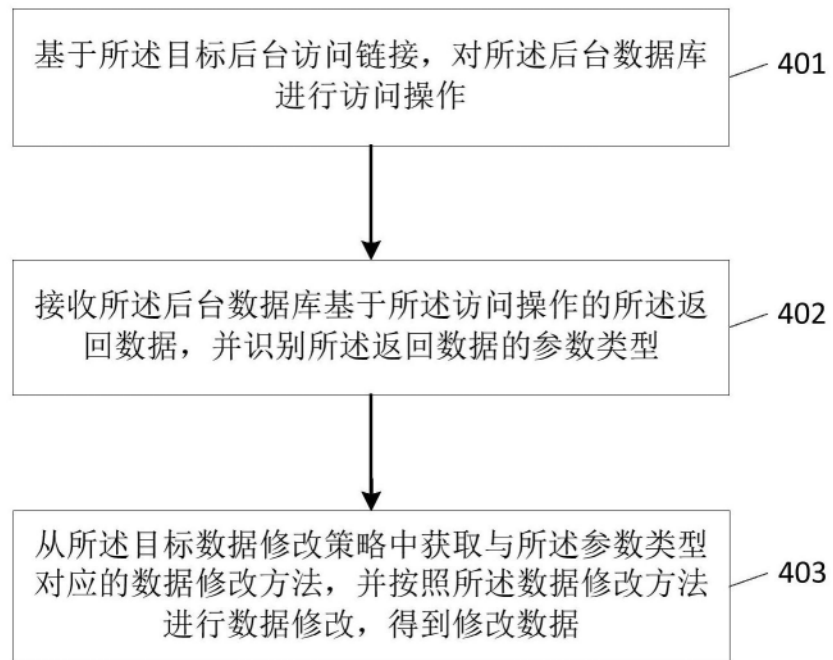 基于所述目标后台访问链接，对所述后台数据库
进行访问操作
401
接收所述后台数据库基于所述访问操作的所述返
回数据，并识别所述返回数据的参数类型
402
从所述目标数据修改策略中获取与所述参数类型
对应的数据修改方法，并按照所述数据修改方法
进行数据修改，得到修改数据
403